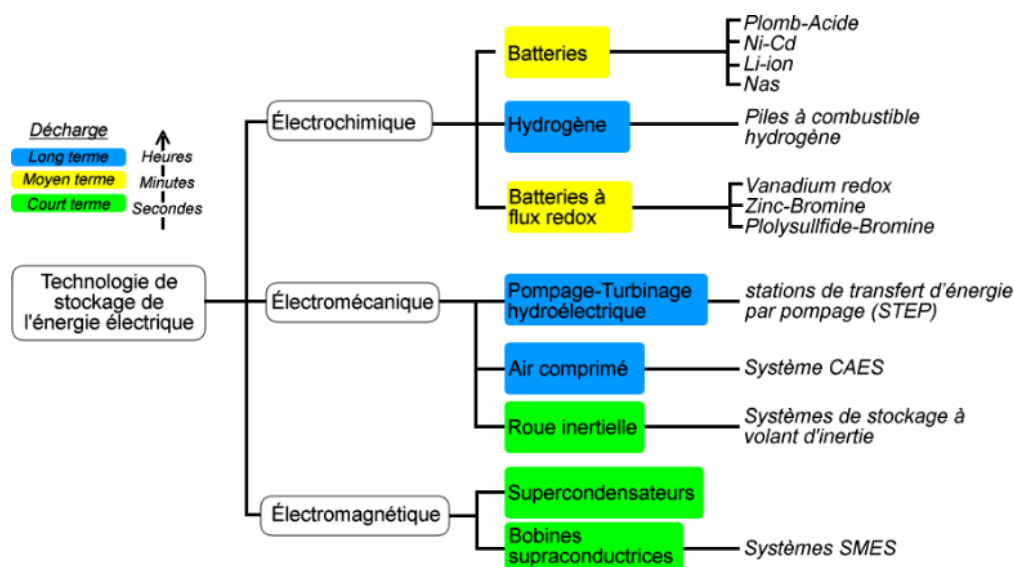 Plomb-Acide
Batteries
Ni-Cd
Li-ion
Nas
Électrochimique
Hydrogène
Piles à combustible
hydrogène
Décharge
Long terme
Heures
Moyen terme
Minutes
Court terme
Secondes
Batteries à
flux redox
Vanadium redox
Zinc-Bromine
Plolysullfide-Bromine
Technologie de
stockage de
l'énergie électrique
Électromécanique
Pompage-Turbinage
hydroélectrique
stations de transfert d'énergie
par pompage (STEP)
Air comprimé
Système CAES
Roue inertielle
Systèmes de stockage à
volant d'inertie
Électromagnétique
Supercondensateurs
Bobines
supraconductrices
Systèmes SMES